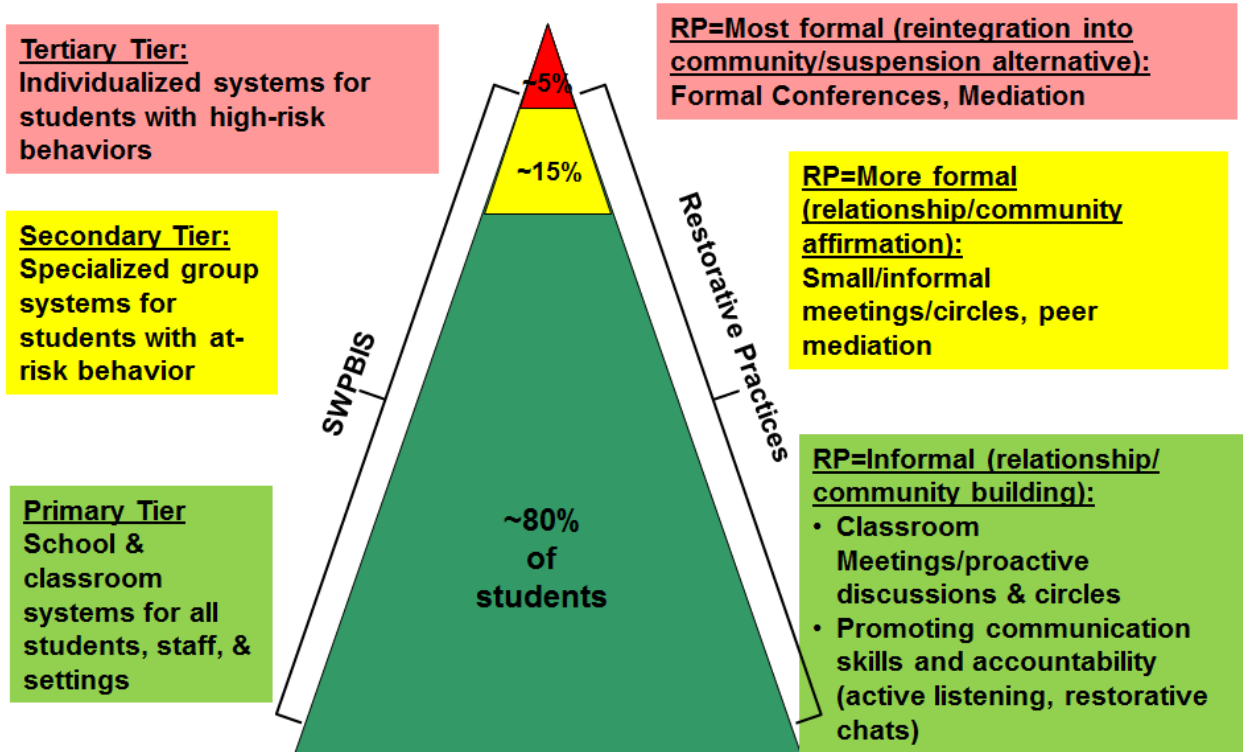 Tertiary Tier:
Individualized systems for
students with high-risk
behaviors
Secondary Tier:
Specialized group
systems for
students with at-
risk behavior
Primary Tier
School &
classroom
systems for all
students, staff, &
settings
SWPBIS
~5%
~15%
~80%
of
students
Restorative Practices
RP=Most formal (reintegration into
community/suspension alternative):
Formal Conferences, Mediation
RP=More formal
(relationship/community
affirmation):
Small/informal
meetings/circles, peer
mediation
RP=Informal (relationship/
community building):
• Classroom
Meetings/proactive
discussions & circles
• Promoting communication
skills and accountability
(active listening, restorative
chats)